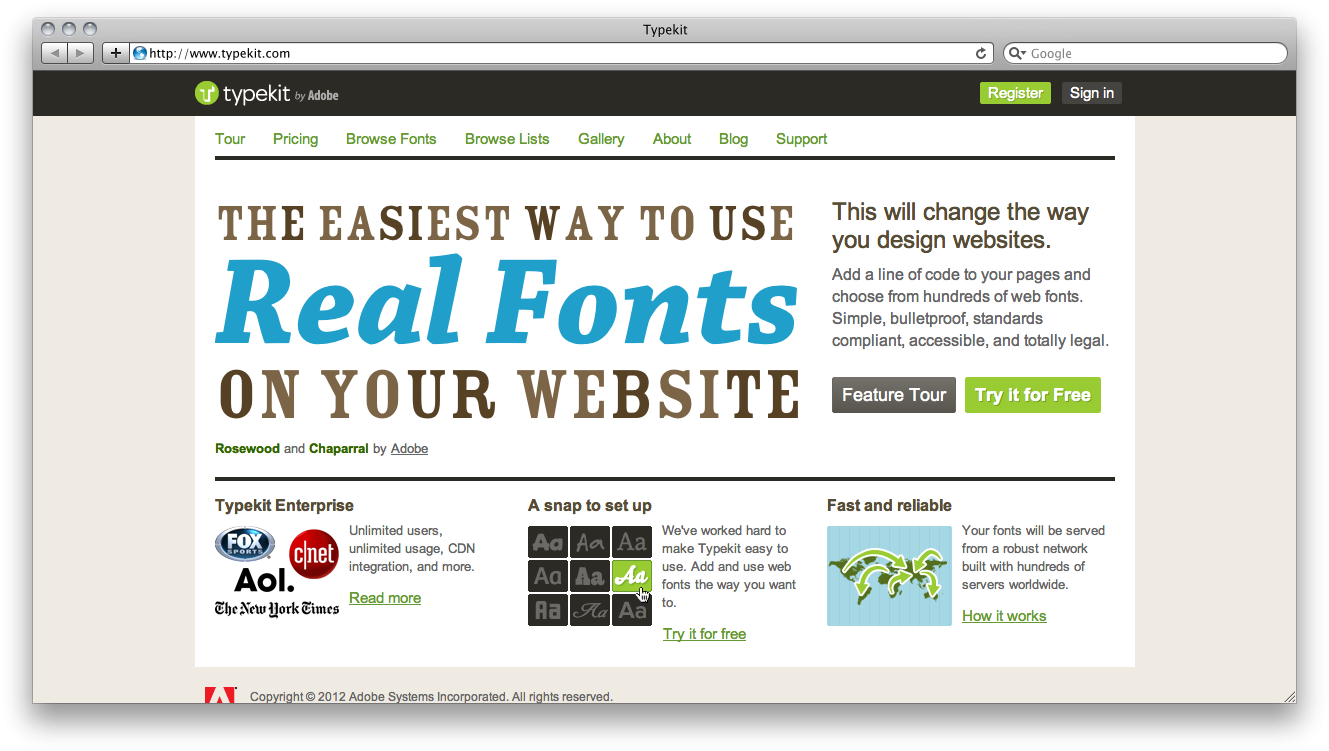 Typekit
http://www.typekit.com
Google
typekit by Adobe
Register Sign in
Tour Pricing Browse Fonts Browse Lists Gallery About Blog Support
THE EASIEST WAY TO USE
Real Fonts
ON YOUR WEBSITE
Rosewood and Chaparral by Adobe
This will change the way
you design websites.
Add a line of code to your pages and
choose from hundreds of web fonts.
Simple, bulletproof, standards
compliant, accessible, and totally legal.
Feature Tour Try it for Free
Typekit Enterprise
FOX
SPORTS
c|net
Aol.
The New York Times
Unlimited users,
unlimited usage, CDN
integration, and more.
Read more
A snap to set up
Aa Aa Aa
Aa Aa Aa
Aa Aa Aa
We've worked hard to
make Typekit easy to
use. Add and use web
fonts the way you want
to.
Try it for free
Fast and reliable
Your fonts will be served
from a robust network
built with hundreds of
servers worldwide.
How it works
Copyright © 2012 Adobe Systems Incorporated. All rights reserved.